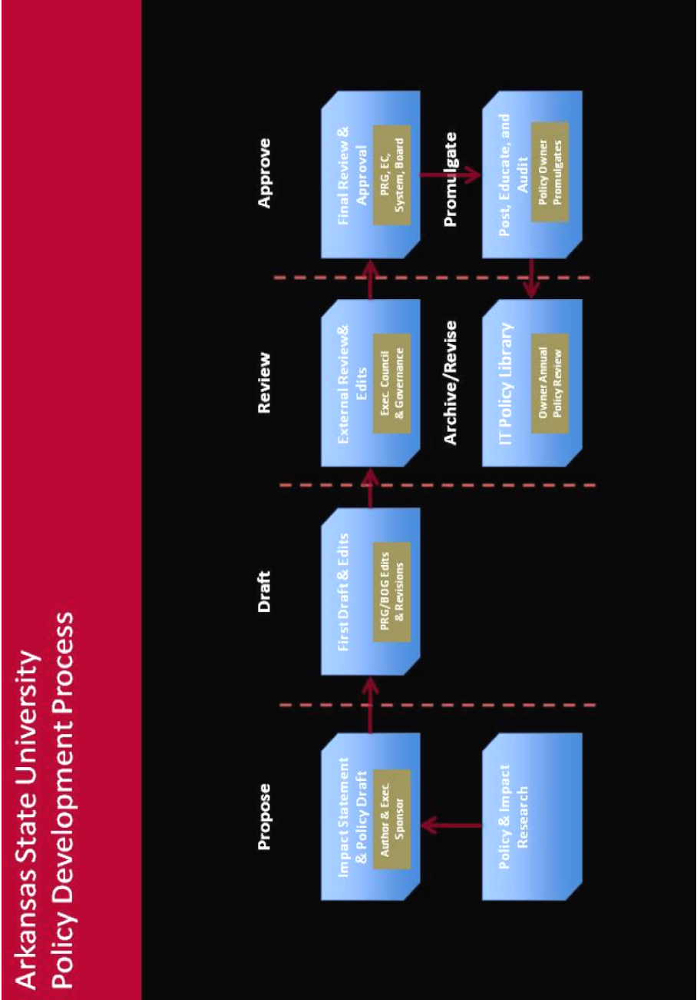 Arkansas State University
Policy Development Process
Propose
Draft
Review
Approve
Impact Statement
& Policy Draft
Author & Exec.
Sponsor
First Draft & Edits
PRG/BOG Edits
& Revisions
External Review&
Edits
Exec. Council
& Governance
Final Review &
Approval
PRG, EC,
System, Board
Archive/Revise
Promulgate
Policy & Impact
Research
IT Policy Library
Owner Annual
Policy Review
Post, Educate, and
Audit
Policy Owner
Promulgates